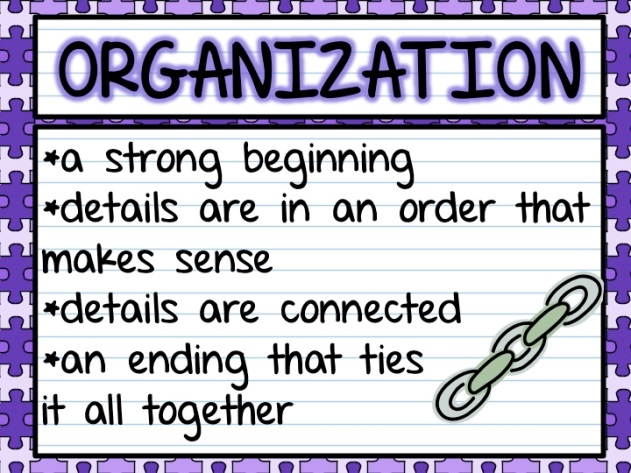 ORGANIZATION
*a strong beginning
*details are in an order that
makes sense
*details are connected
*an ending that ties
it all together